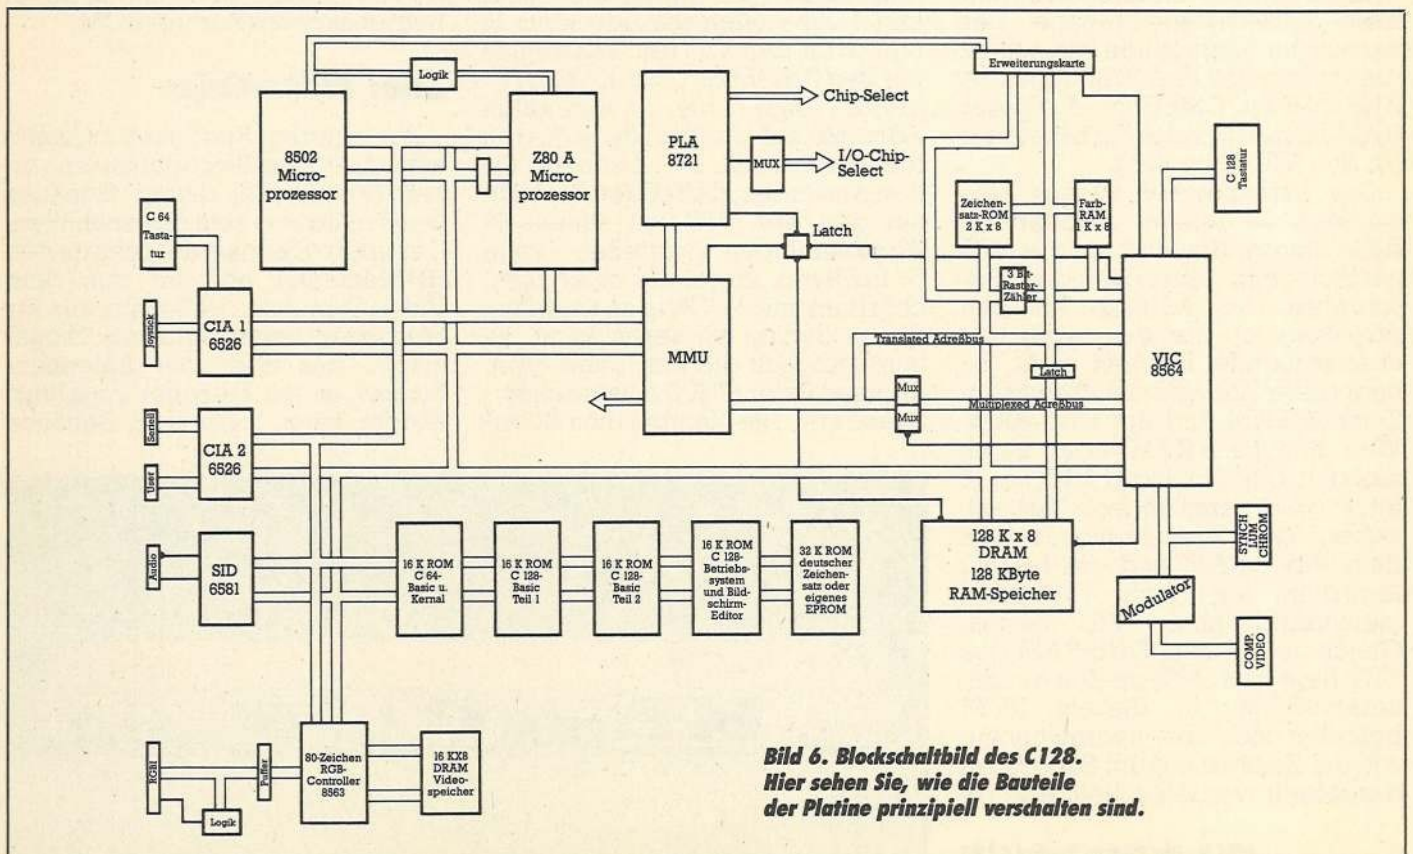 Erweiterungskarte
Logik
8502
Micro-
prozessor
Z80 A
Micro-
prozessor
PLA
8721
Chip-Select
MUX
I/O-Chip-
Select
Latch
C 128
Tastatur
Zeichen-
satz-ROM
2 K x 8
Farb-
RAM
1 K x 8
3 Bit-
Raster-
Zähler
C 64
Tasta-
tur
Joystick
CIA 1
6526
MMU
Translated Adreßbus
VIC
8564
Latch
Mux
Mux
Multiplexed Adreßbus
Seriell
User
CIA 2
6526
Audio
SID
6581
16 K ROM
C 64-
Basic u.
Kernal
16 K ROM
C 128-
Basic
Teil 1
16 K ROM
C 128-
Basic
Teil 2
16 K ROM
C 128-
Betriebs-
system
und Bild-
schirm-
Editor
32 K ROM
deutscher
Zeichen-
satz oder
eigenes
EPROM
128 K x 8
DRAM
128 KByte
RAM-Speicher
SYNCH
LUM
CHROM
Modulator
COMP.
VIDEO
RGBI
Puffer
Logik
80-Zeichen
RGB-
Controller
8563
16 KX8
DRAM
Video-
speicher
Bild 6. Blockschaltbild des C128.
Hier sehen Sie, wie die Bauteile
der Platine prinzipiell verschalten sind.